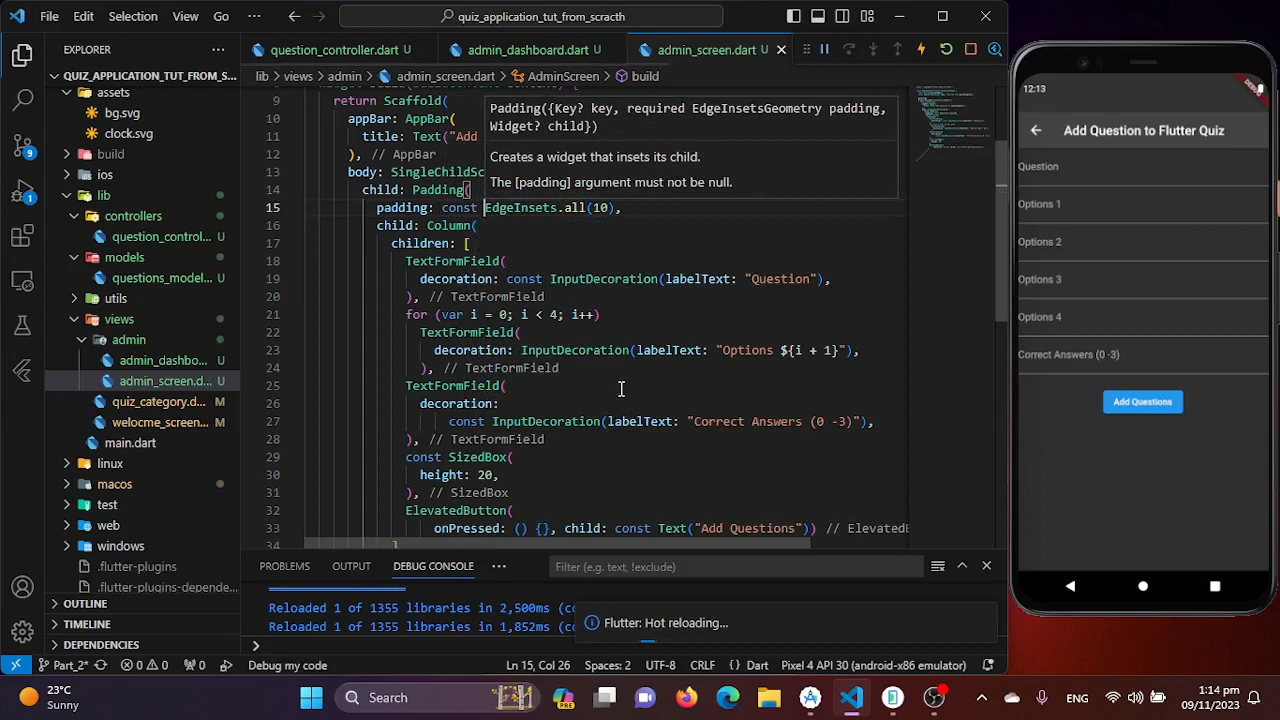 File Edit Selection View Go ··· quiz_application_tut_from_scracth
EXPLORER ···
QUIZ_APPLICATION_TUT_FROM_S...
assets
bg.svg
clock.svg
build
ios
lib
controllers
question_control... U
models
questions_model... U
utils
views
admin
admin_dashbo... U
admin_screen.d... U
quiz_category.d... M
welocme_screen... M
main.dart
linux
macos
test
web
windows
.flutter-plugins
.flutter-plugins-depende...
OUTLINE
TIMELINE
DEPENDENCIES
question_controller.dart U
admin_dashboard.dart U
admin_screen.dart U
lib > views > admin > admin_screen.dart > AdminScreen > build
return Scaffold(
10 appBar: AppBar(
11 title: Text("Add
12 ), // AppBar
13 body: SingleChildSc
14 child: Padding(
15 padding: const EdgeInsets.all(10),
16 child: Column(
17 children: [
18 TextFormField(
19 decoration: const InputDecoration(labelText: "Question"),
20 ), // TextFormField
21 for (var i = 0; i < 4; i++)
22 TextFormField(
23 decoration: InputDecoration(labelText: "Options ${i + 1}"),
24 ), // TextFormField
25 TextFormField(
26 decoration:
27 const InputDecoration(labelText: "Correct Answers (0 -3)"),
28 ), // TextFormField
29 const SizedBox(
30 height: 20,
31 ), // SizedBox
32 ElevatedButton(
33 onPressed: () {}, child: const Text("Add Questions")) // ElevatedB
34 ]
Padding({Key? key, required EdgeInsetsGeometry padding,
Widget? child})
Creates a widget that insets its child.
The [padding] argument must not be null.
PROBLEMS OUTPUT DEBUG CONSOLE ··· Filter (e.g. text, !exclude)
Reloaded 1 of 1355 libraries in 2,500ms (co
Reloaded 1 of 1355 libraries in 1,852ms (co
Flutter: Hot reloading...
Part_2* 0 0 0 Debug my code Ln 15, Col 26 Spaces: 2 UTF-8 CRLF {} Dart Pixel 4 API 30 (android-x86 emulator)
12:13
Add Question to Flutter Quiz
Question
Options 1
Options 2
Options 3
Options 4
Correct Answers (0 -3)
Add Questions
9
23°C
Sunny
Search
PRE
ENG
1:14 pm
09/11/2023